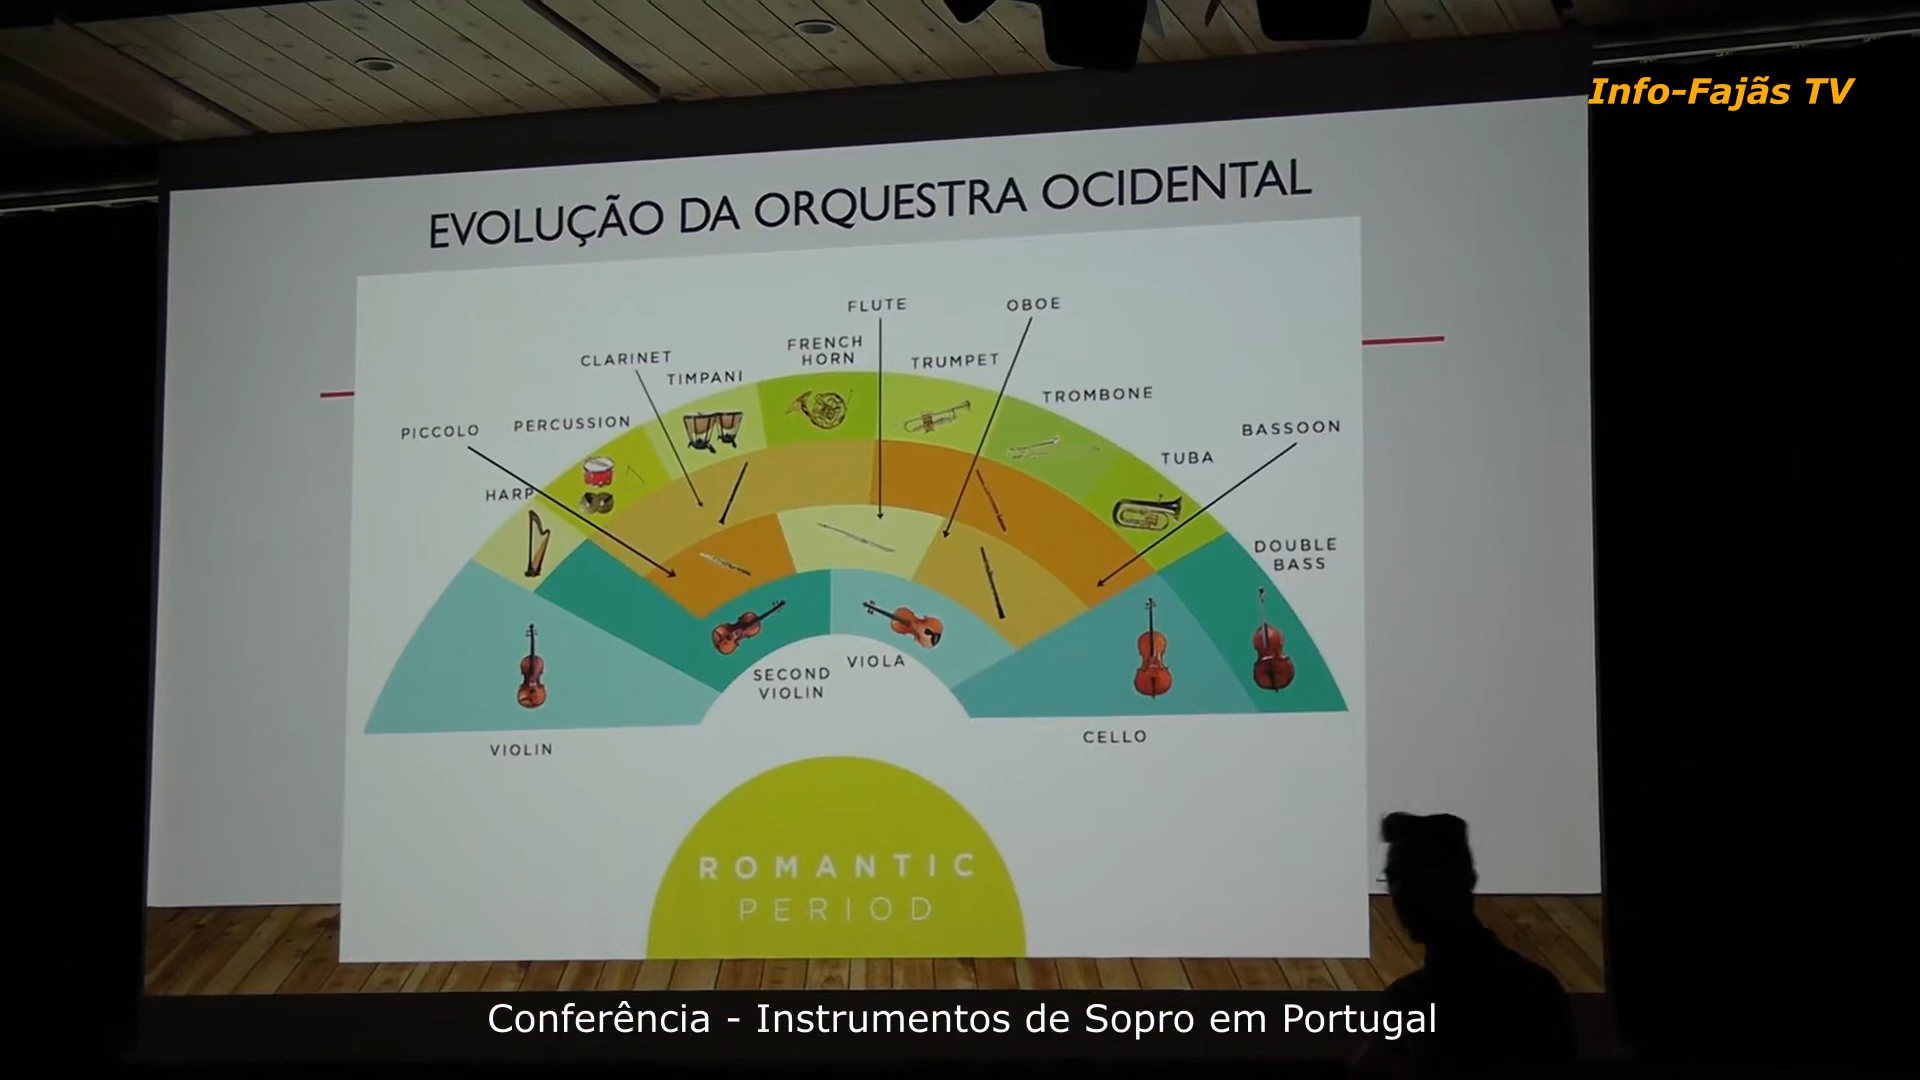 Info-Fajãs TV
EVOLUÇÃO DA ORQUESTRA OCIDENTAL
FLUTE
OBOE
FRENCH
HORN
CLARINET
TRUMPET
TIMPANI
TROMBONE
PICCOLO
PERCUSSION
BASSOON
TUBA
HARP
DOUBLE
BASS
SECOND
VIOLIN
VIOLA
VIOLIN
CELLO
ROMANTIC
PERIOD
Conferência - Instrumentos de Sopro em Portugal